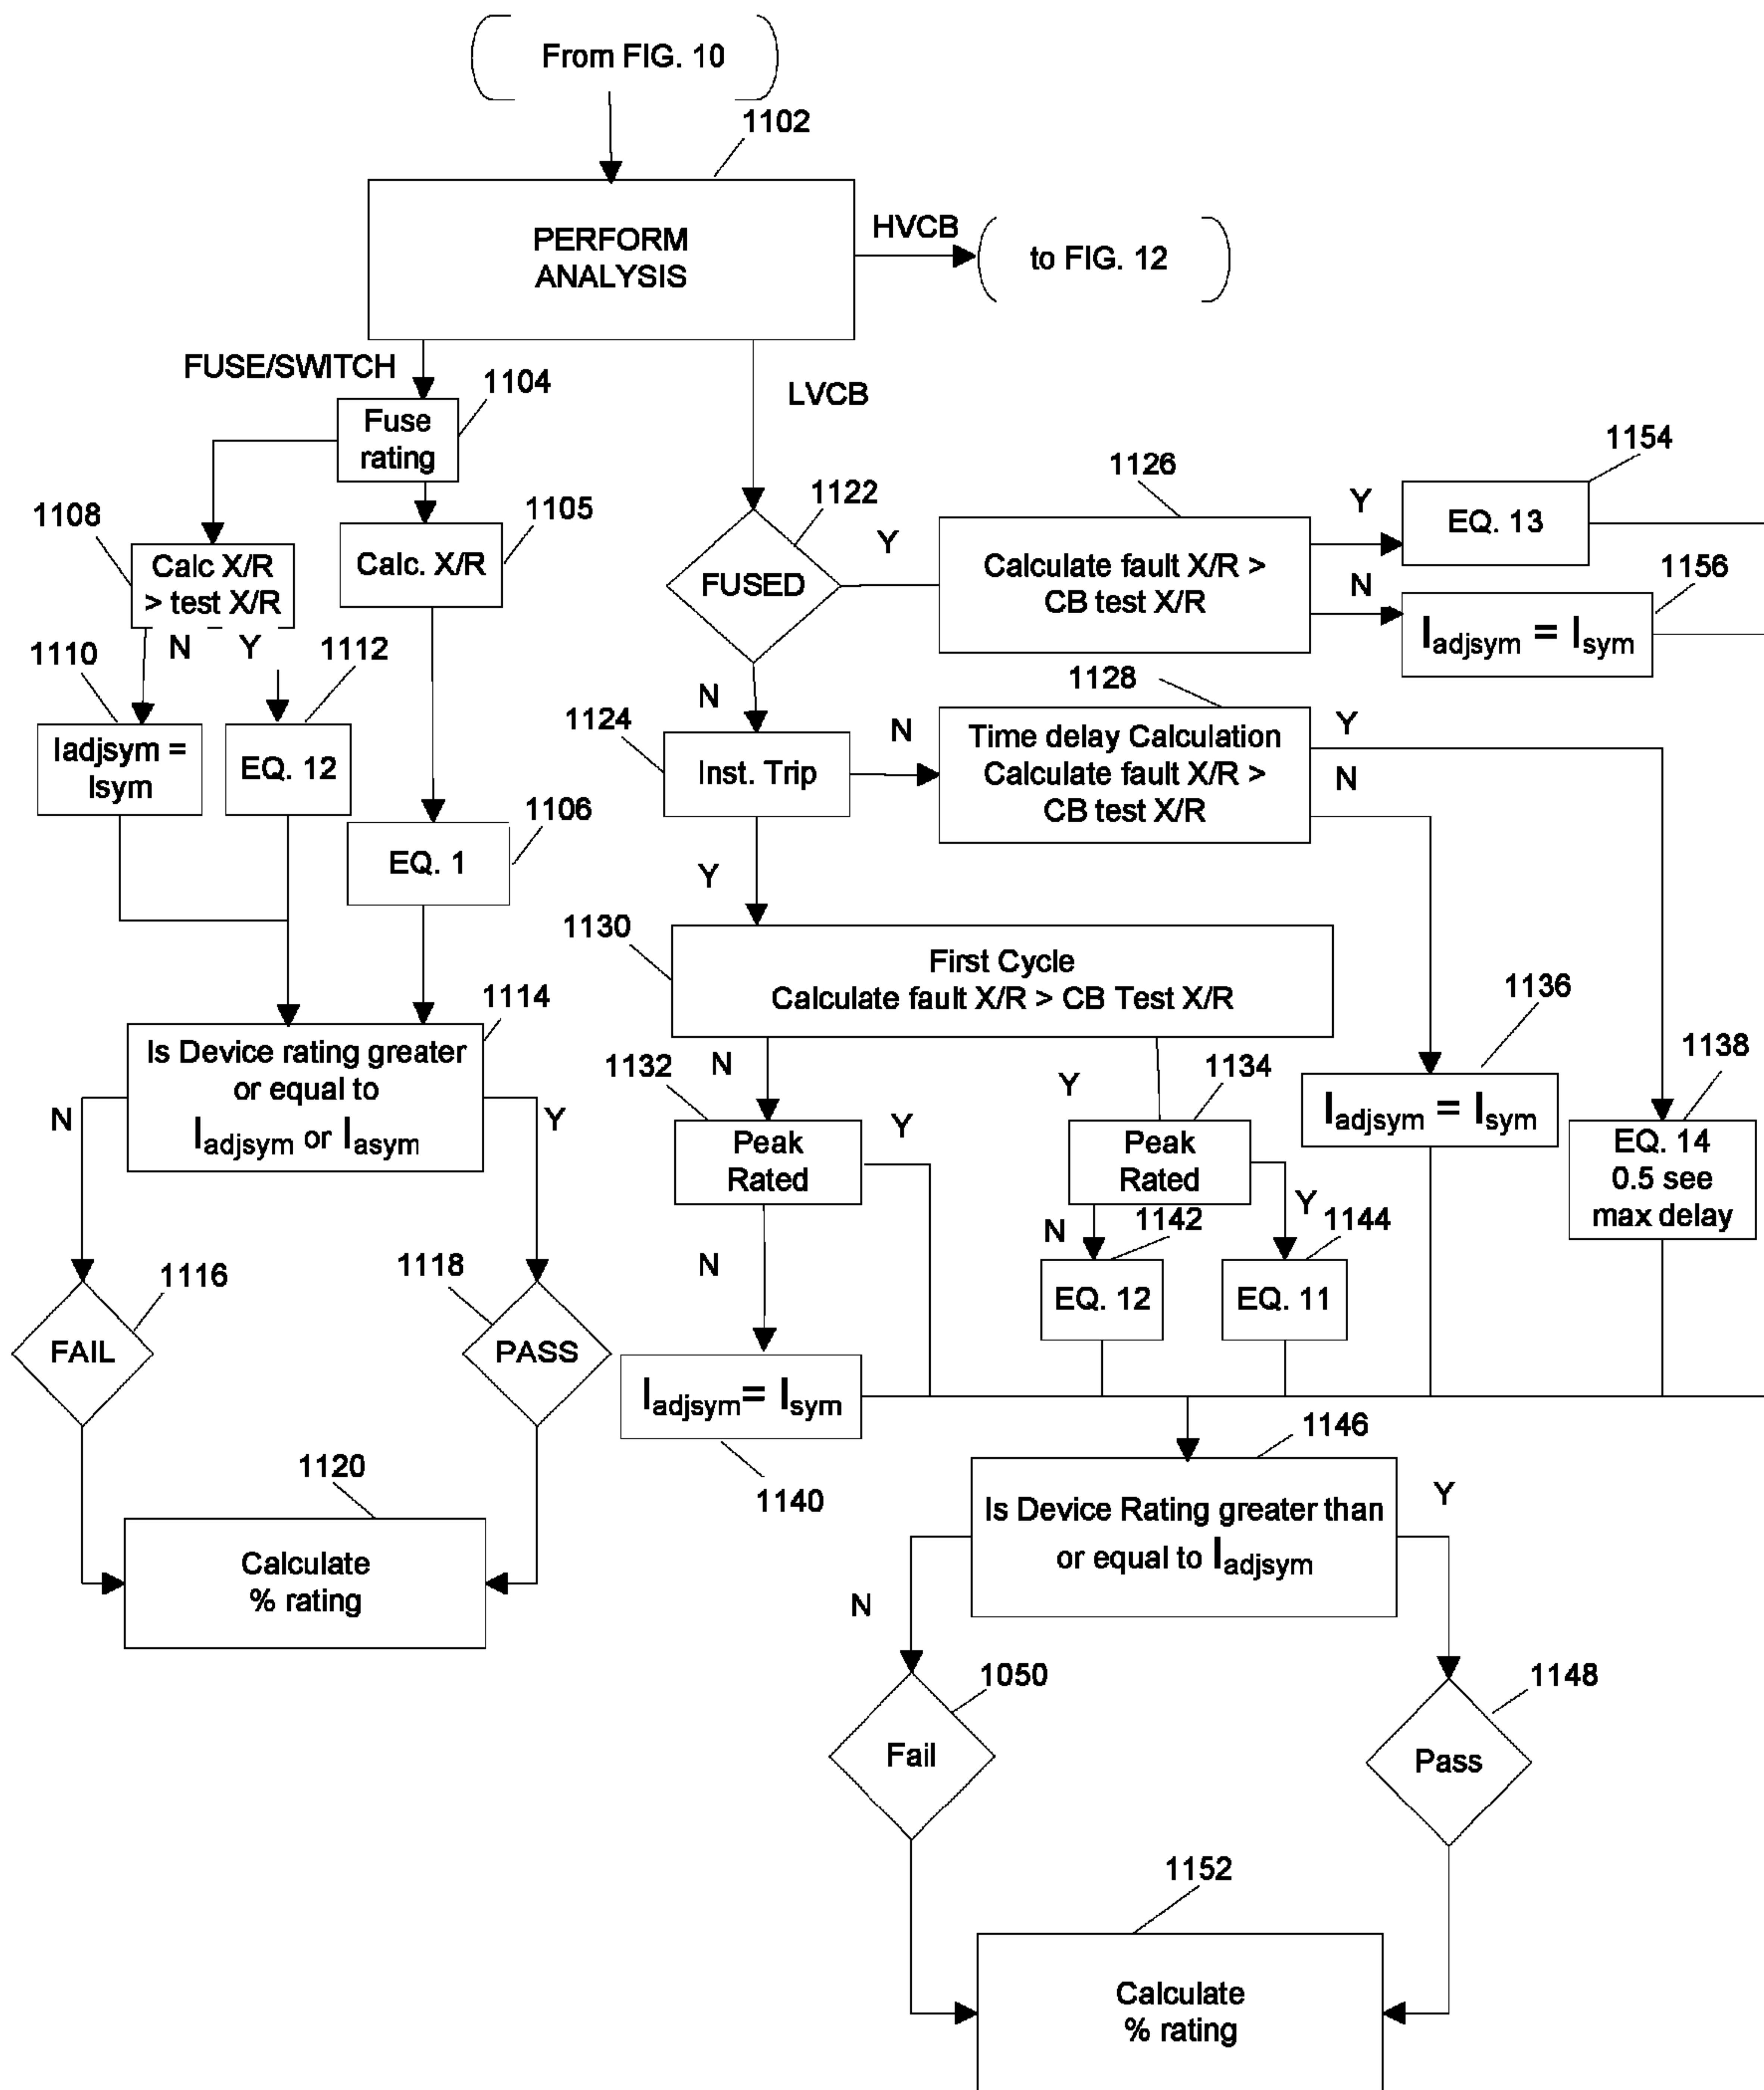 From FIG. 10
1102
PERFORM
ANALYSIS
HVCB
to FIG. 12
FUSE/SWITCH
1104
LVCB
Fuse
rating
1154
1126
1122
1108
1105
Y
EQ. 13
Calc X/R
> test X/R
Calc. X/R
FUSED
Y
Calculate fault X/R >
CB test X/R
N
1156
Iadjsym = Isym
N
Y
1110
1112
1128
N
1124
Iadjsym =
Isym
EQ. 12
Inst. Trip
N
Time delay Calculation
Calculate fault X/R >
CB test X/R
Y
N
1106
EQ. 1
Y
1130
First Cycle
Calculate fault X/R > CB Test X/R
1114
1136
Is Device rating greater
or equal to
Iadjsym or Iasym
N
Y
1132
N
Y
1134
1138
Iadjsym = Isym
Peak
Rated
Y
Peak
Rated
EQ. 14
0.5 see
max delay
N
1142
Y
1144
1116
1118
N
EQ. 12
EQ. 11
FAIL
PASS
Iadjsym= Isym
1140
1146
1120
Is Device Rating greater than
or equal to Iadjsym
Y
Calculate
% rating
N
1050
1148
Fail
Pass
1152
Calculate
% rating